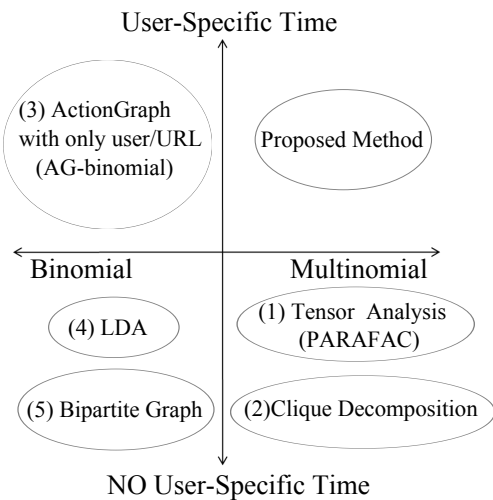 User-Specific Time
(3) ActionGraph
with only user/URL
(AG-binomial)
Proposed Method
Binomial
Multinomial
(4) LDA
(1) Tensor Analysis
(PARAFAC)
(5) Bipartite Graph
(2)Clique Decomposition
NO User-Specific Time